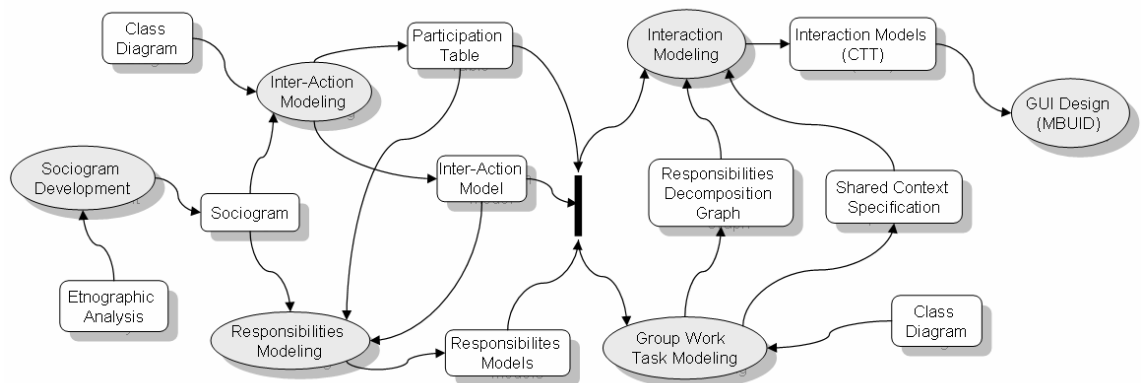 Class
Diagram
Participation
Table
Interaction
Modeling
Interaction Models
(CTT)
Inter-Action
Modeling
GUI Design
(MBUID)
Sociogram
Development
Inter-Action
Model
Responsibilities
Decomposition
Graph
Shared Context
Specification
Sociogram
Etnographic
Analysis
Responsibilities
Modeling
Responsibilites
Models
Group Work
Task Modeling
Class
Diagram